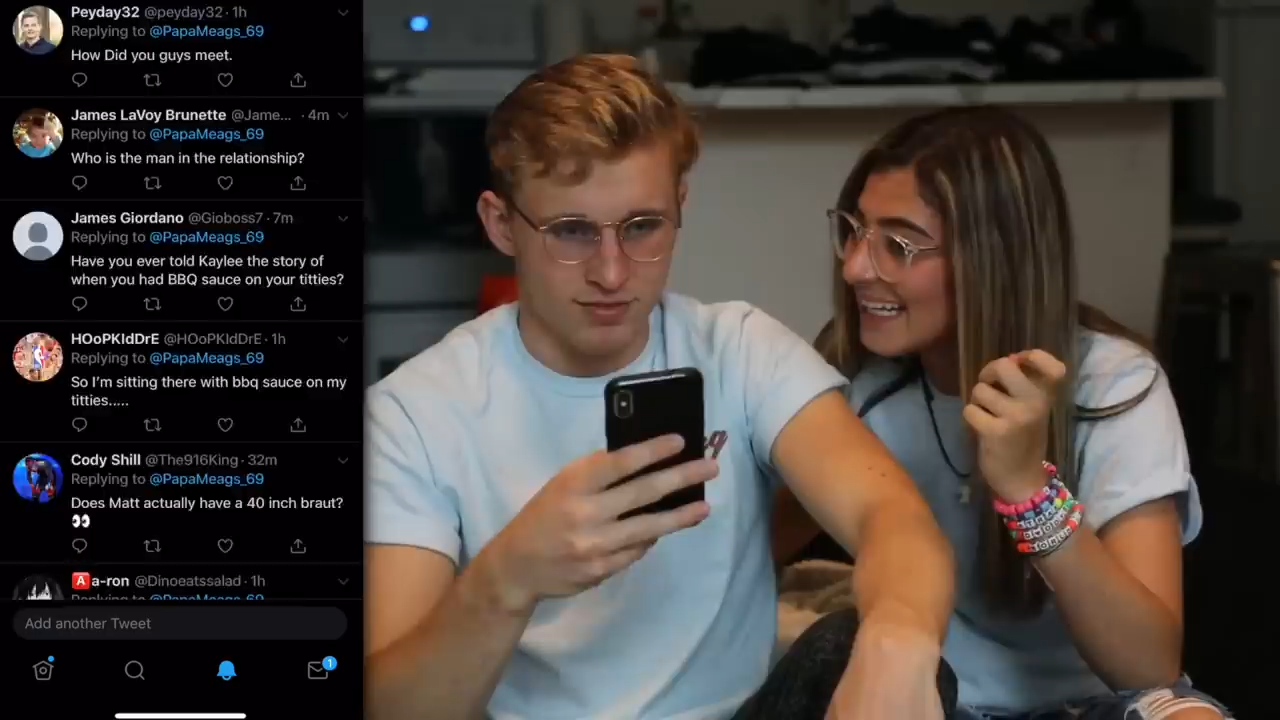 Peyday32 @peyday32 · 1h
Replying to @PapaMeags_69
How Did you guys meet.
James LaVoy Brunette @Jame... · 4m
Replying to @PapaMeags_69
Who is the man in the relationship?
James Giordano @Gioboss7 · 7m
Replying to @PapaMeags_69
Have you ever told Kaylee the story of
when you had BBQ sauce on your titties?
HOoPKIdDrE @HOoPKIdDrE · 1h
Replying to @PapaMeags_69
So I'm sitting there with bbq sauce on my
titties.....
Cody Shill @The916King · 32m
Replying to @PapaMeags_69
Does Matt actually have a 40 inch braut?
👀
🅰️a-ron @Dinoeatssalad · 1h
Replying to @PapaMeags_69
Add another Tweet
1